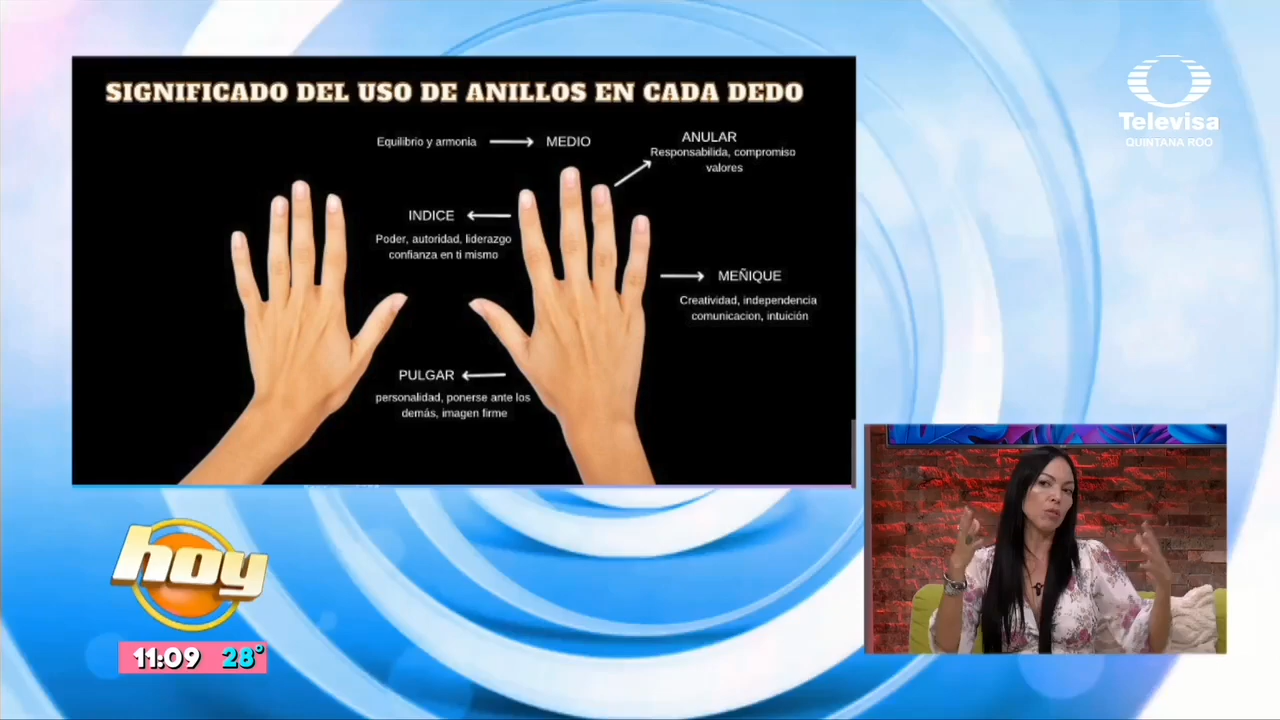 SIGNIFICADO DEL USO DE ANILLOS EN CADA DEDO
Equilibrio y armonia
MEDIO
ANULAR
Responsabilida, compromiso
valores
INDICE
Poder, autoridad, liderazgo
confianza en ti mismo
MEÑIQUE
Creatividad, independencia
comunicacion, intuición
PULGAR
personalidad, ponerse ante los
demás, imagen firme
Televisa
QUINTANA ROO
hoy
11:09 28°